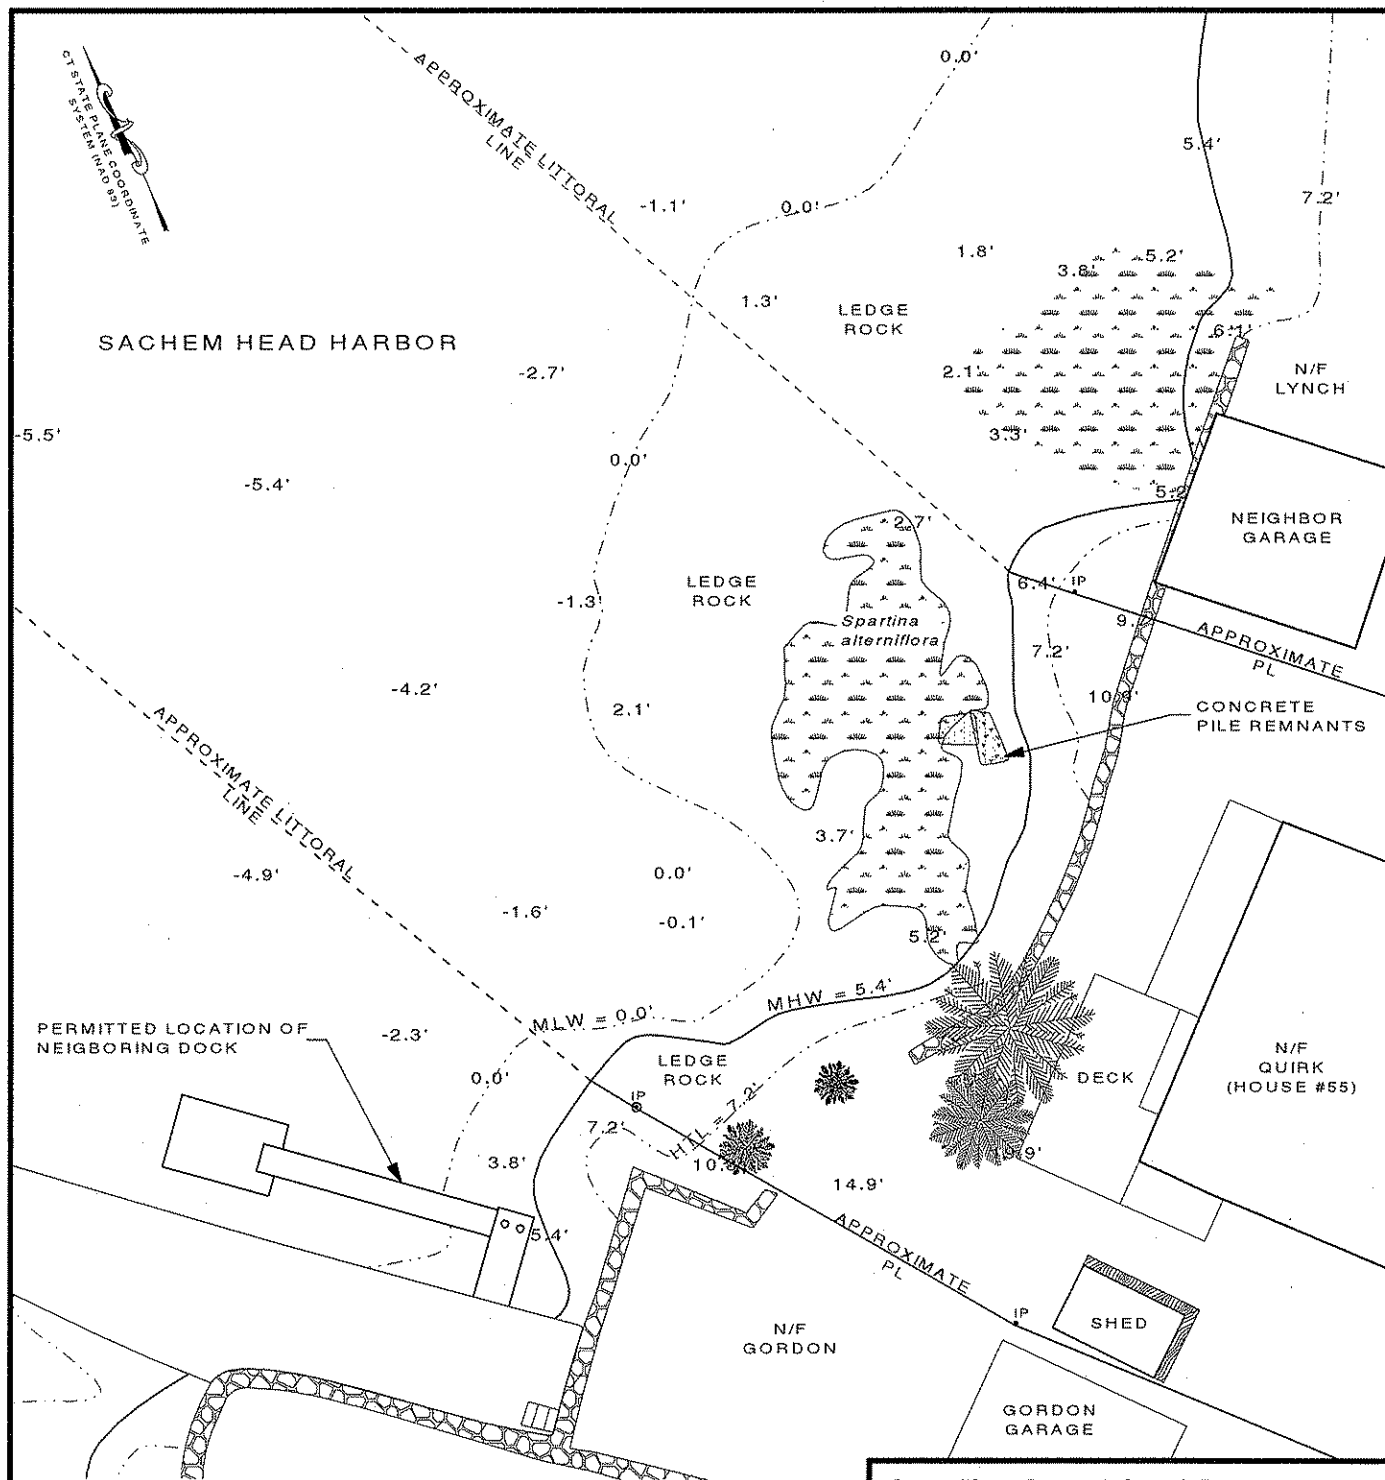 CT STATE PLANE COORDINATE
SYSTEM (NAD 83)
APPROXIMATE LITTORAL
LINE
0.0'
5.4'
7.2'
-1.1'
0.0'
1.8'
3.8'
5.2'
1.3'
LEDGE
ROCK
6.1'
SACHEM HEAD HARBOR
-2.7'
2.1'
N/F
LYNCH
-5.5'
3.3'
0.0'
-5.4'
5.2
2.7'
NEIGHBOR
GARAGE
LEDGE
ROCK
6.4'
IP
-1.3'
Spartina
alterniflora
9.
APPROXIMATE
PL
7.2'
-4.2'
2.1'
CONCRETE
PILE REMNANTS
APPROXIMATE LITTORAL
LINE
3.7'
-4.9'
0.0'
-1.6'
-0.1'
5.2'
MHW = 5.4'
MLW = 0.0'
PERMITTED LOCATION OF
NEIGBORING DOCK
-2.3'
LEDGE
ROCK
0.0'
DECK
N/F
QUIRK
(HOUSE #55)
IP
7.2'
HTL = 7.2'
3.8'
10.
14.9'
5.4'
APPROXIMATE
PL
IP
SHED
N/F
GORDON
GORDON
GARAGE